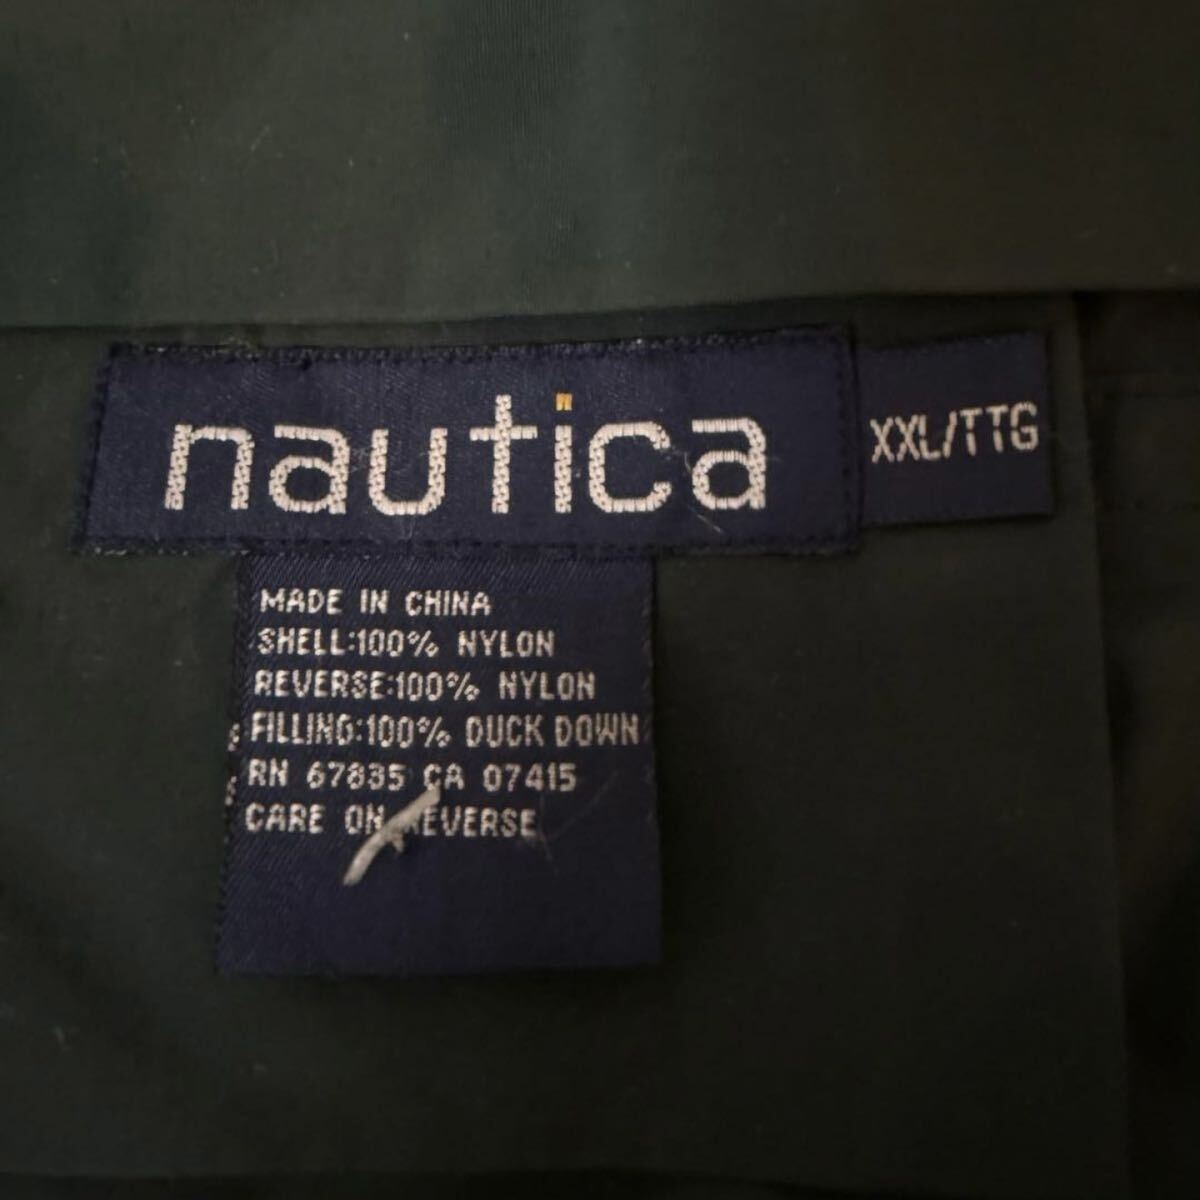 nautica
XXL/TTG
MADE IN CHINA
SHELL:100% NYLON
REVERSE:100% NYLON
FILLING:100% DUCK DOWN
RN 67835 CA 07415
CARE ON REVERSE